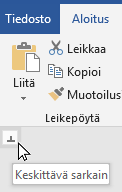 Tiedosto Aloitus
Leikkaa
Kopioi
Liitä
Muotoilus
Leikepöytä
Keskittävä sarkain